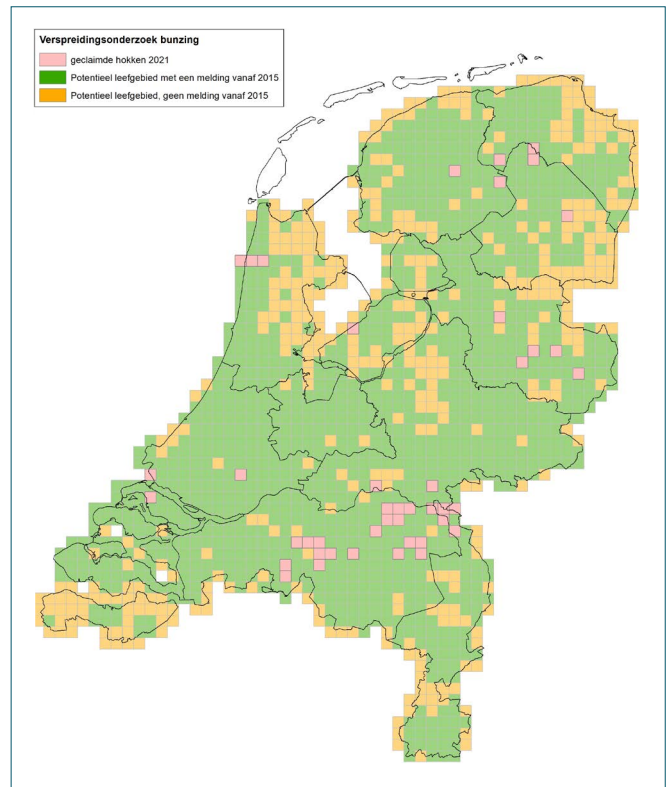 Verspreidingsonderzoek bunzing
geclaimde hokken 2021
Potentieel leefgebied met een melding vanaf 2015
Potentieel leefgebied, geen melding vanaf 2015